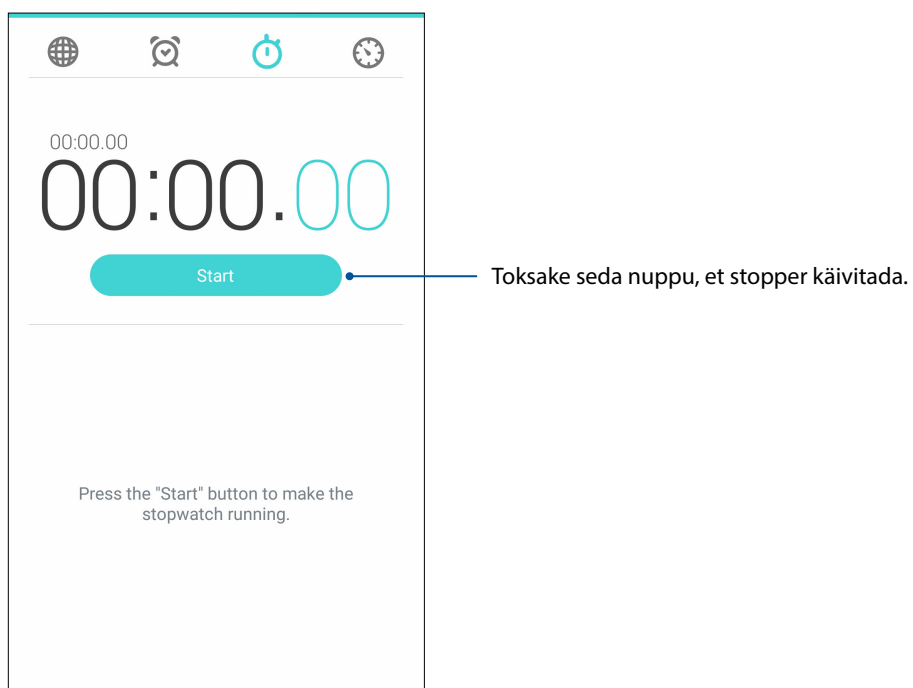 00:00.00
00:00.00
Start
Toksake seda nuppu, et stopper käivitada.
Press the "Start" button to make the
stopwatch running.